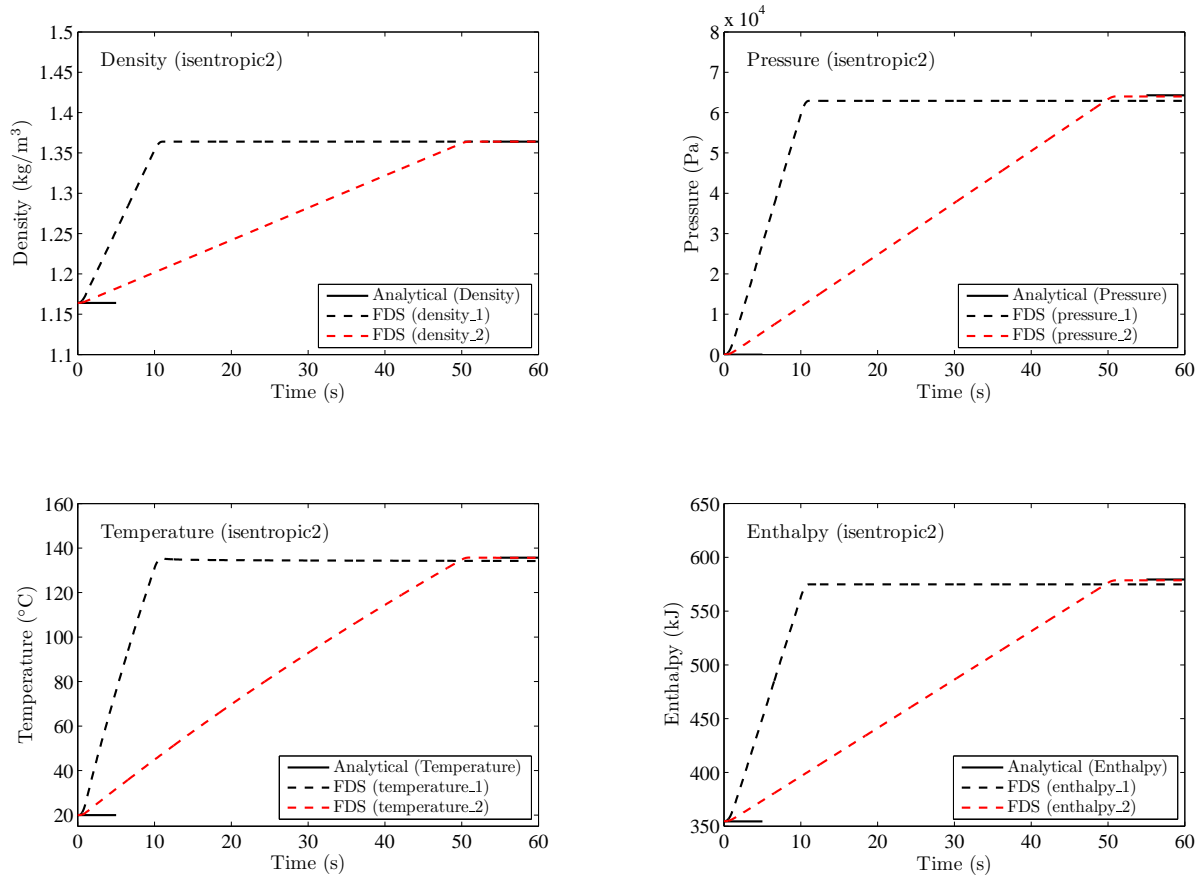 1.5
1.45
1.4
1.35
1.3
1.25
1.2
1.15
1.1
Density (kg/m³)
Density (isentropic2)
Analytical (Density)
FDS (density_1)
FDS (density_2)
0 10 20 30 40 50 60
Time (s)
x 10⁴
8
7
6
5
4
3
2
1
0
Pressure (Pa)
Pressure (isentropic2)
Analytical (Pressure)
FDS (pressure_1)
FDS (pressure_2)
0 10 20 30 40 50 60
Time (s)
160
140
120
100
80
60
40
20
Temperature (°C)
Temperature (isentropic2)
Analytical (Temperature)
FDS (temperature_1)
FDS (temperature_2)
0 10 20 30 40 50 60
Time (s)
650
600
550
500
450
400
350
Enthalpy (kJ)
Enthalpy (isentropic2)
Analytical (Enthalpy)
FDS (enthalpy_1)
FDS (enthalpy_2)
0 10 20 30 40 50 60
Time (s)